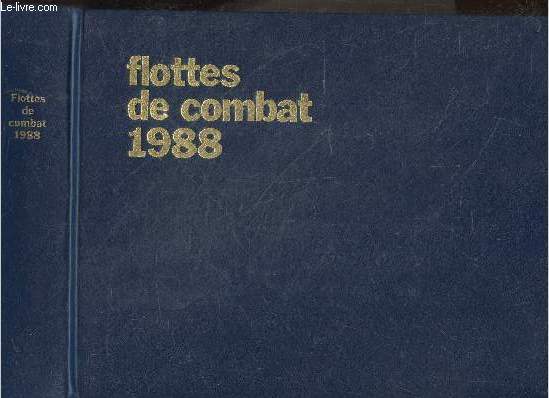 Le-livre.com
Flottes
de
combat
1988
flottes
de combat
1988